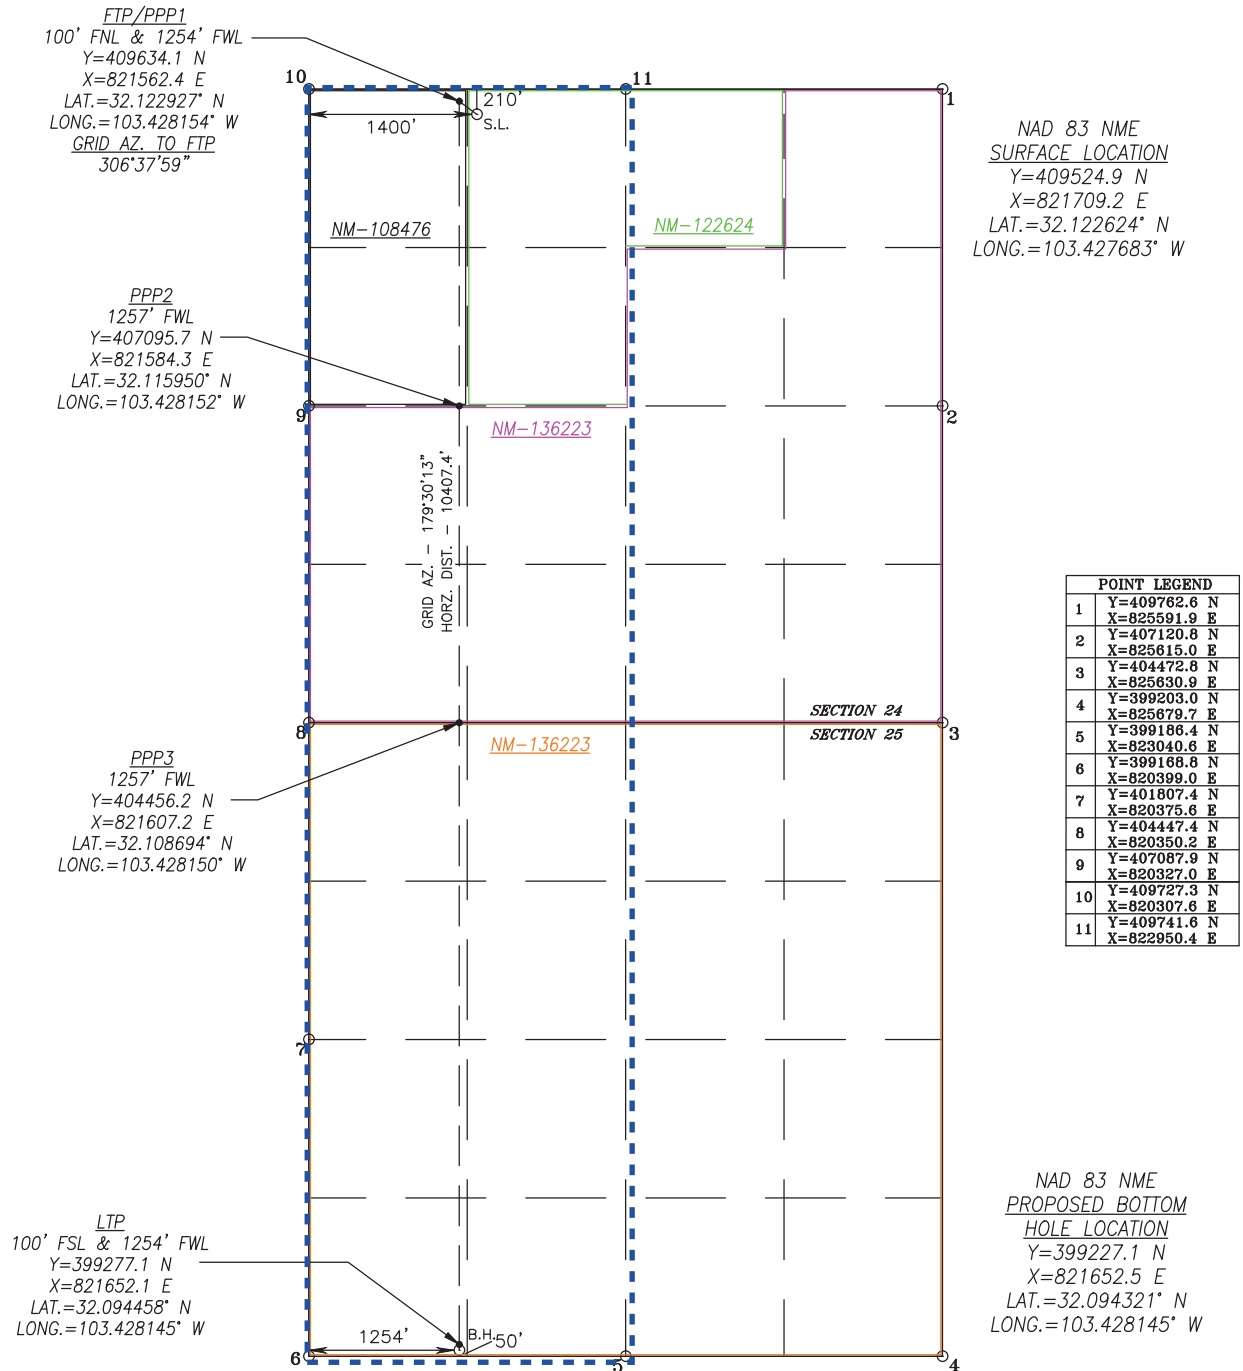 FTP/PPP1
100' FNL & 1254' FWL
Y=409634.1 N
X=821562.4 E
LAT.=32.122927° N
LONG.=103.428154° W
GRID AZ. TO FTP
306°37'59"
10
11
1
210'
S.L.
1400'
NAD 83 NME
SURFACE LOCATION
Y=409524.9 N
X=821709.2 E
LAT.=32.122624° N
LONG.=103.427683° W
NM-108476
NM-122624
PPP2
1257' FWL
Y=407095.7 N
X=821584.3 E
LAT.=32.115950° N
LONG.=103.428152° W
9
2
NM-136223
GRID AZ. - 179°30'13"
HORZ. DIST. - 10407.4'
POINT LEGEND
1 Y=409762.6 N
X=825591.9 E
2 Y=407120.8 N
X=825615.0 E
3 Y=404472.8 N
X=825630.9 E
4 Y=399203.0 N
X=825679.7 E
5 Y=399186.4 N
X=823040.6 E
6 Y=399168.8 N
X=820399.0 E
7 Y=401807.4 N
X=820375.6 E
8 Y=404447.4 N
X=820350.2 E
9 Y=407087.9 N
X=820327.0 E
10 Y=409727.3 N
X=820307.6 E
11 Y=409741.6 N
X=822950.4 E
SECTION 24
SECTION 25
8
3
NM-136223
PPP3
1257' FWL
Y=404456.2 N
X=821607.2 E
LAT.=32.108694° N
LONG.=103.428150° W
7
LTP
100' FSL & 1254' FWL
Y=399277.1 N
X=821652.1 E
LAT.=32.094458° N
LONG.=103.428145° W
NAD 83 NME
PROPOSED BOTTOM
HOLE LOCATION
Y=399227.1 N
X=821652.5 E
LAT.=32.094321° N
LONG.=103.428145° W
1254'
B.H.
50'
6
5
4